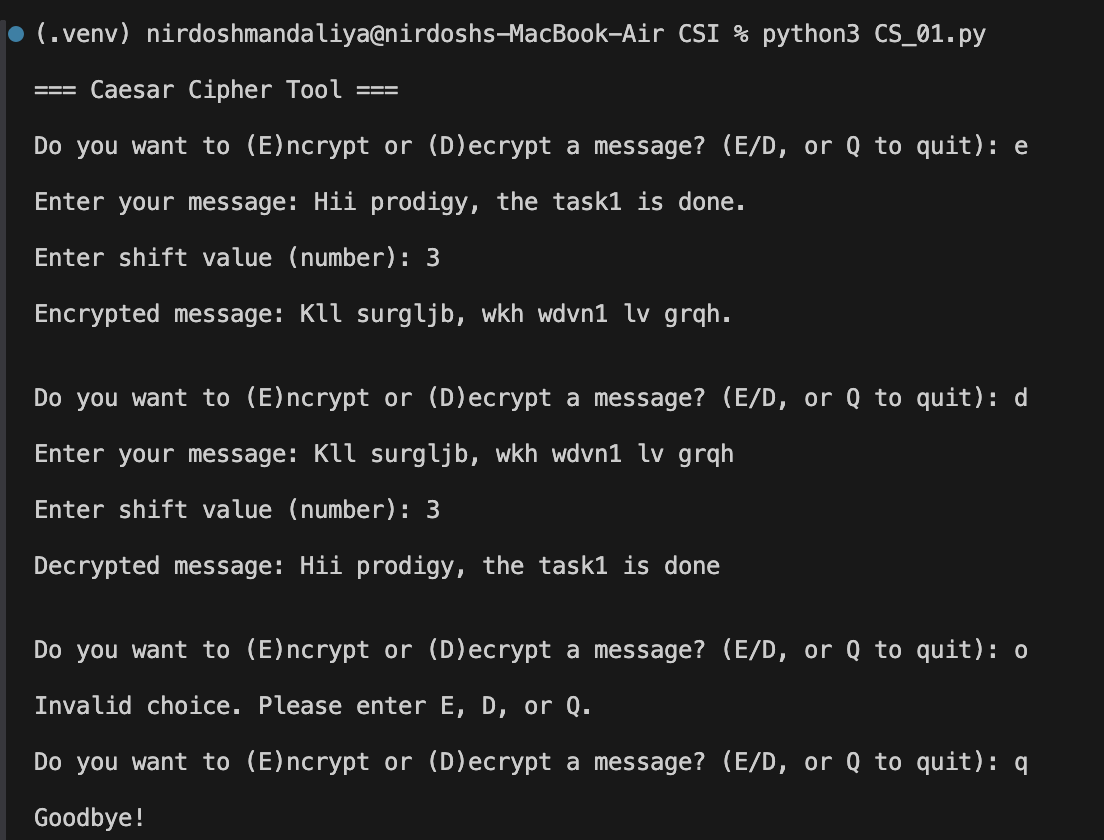 (.venv) nirdoshmandaliya@nirdoshs-MacBook-Air CSI % python3 CS_01.py
=== Caesar Cipher Tool ===
Do you want to (E)ncrypt or (D)ecrypt a message? (E/D, or Q to quit): e
Enter your message: Hii prodigy, the task1 is done.
Enter shift value (number): 3
Encrypted message: Kll surgljb, wkh wdvn1 lv grqh.
Do you want to (E)ncrypt or (D)ecrypt a message? (E/D, or Q to quit): d
Enter your message: Kll surgljb, wkh wdvn1 lv grqh
Enter shift value (number): 3
Decrypted message: Hii prodigy, the task1 is done
Do you want to (E)ncrypt or (D)ecrypt a message? (E/D, or Q to quit): o
Invalid choice. Please enter E, D, or Q.
Do you want to (E)ncrypt or (D)ecrypt a message? (E/D, or Q to quit): q
Goodbye!